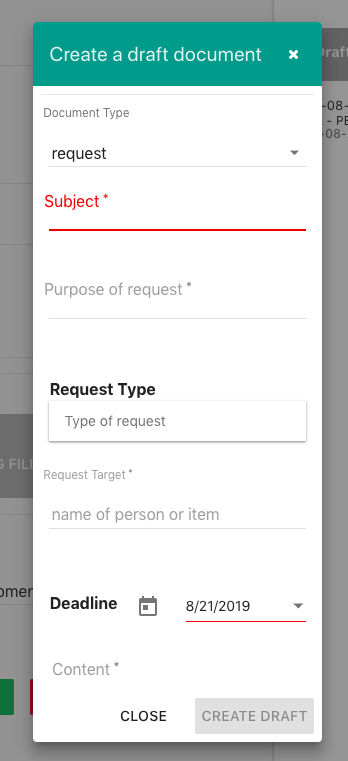 Create a draft document ×
Document Type
request
Subject *
Purpose of request *
Request Type
Type of request
Request Target *
name of person or item
Deadline 8/21/2019
Content *
CLOSE CREATE DRAFT
Draft
-08-
- PE
-08-
G FILE